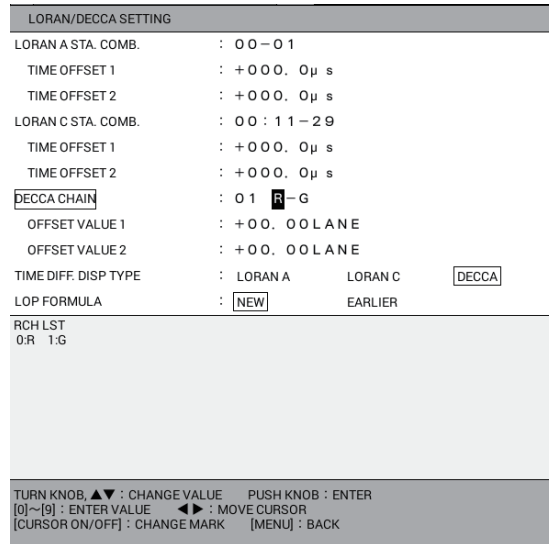 LORAN/DECCA SETTING
LORAN A STA. COMB. : 00-01
TIME OFFSET 1 : +000. 0μ s
TIME OFFSET 2 : +000. 0μ s
LORAN C STA. COMB. : 00:11-29
TIME OFFSET 1 : +000. 0μ s
TIME OFFSET 2 : +000. 0μ s
DECCA CHAIN : 01 R-G
OFFSET VALUE 1 : +00. 00LANE
OFFSET VALUE 2 : +00. 00LANE
TIME DIFF. DISP TYPE : LORAN A LORAN C DECCA
LOP FORMULA : NEW EARLIER
RCH LST
0:R 1:G
TURN KNOB, ▲▼ : CHANGE VALUE PUSH KNOB : ENTER
[0]~[9] : ENTER VALUE ◀ ▶ : MOVE CURSOR
[CURSOR ON/OFF] : CHANGE MARK [MENU] : BACK